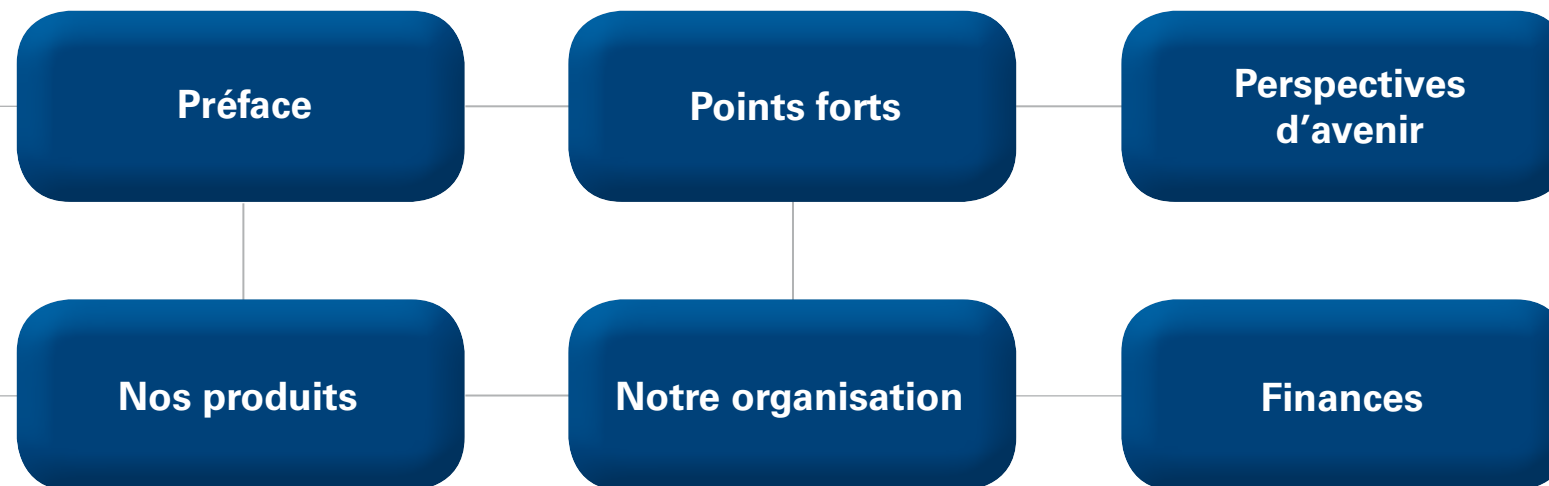 Préface
Points forts
Perspectives
d’avenir
Nos produits
Notre organisation
Finances